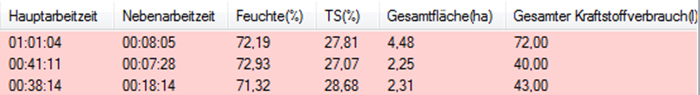 Hauptarbeitzeit Nebenarbeitzeit Feuchte(%) TS(%) Gesamtfläche(ha) Gesamter Kraftstoffverbrauch(l)
01:01:04 00:08:05 72,19 27,81 4,48 72,00
00:41:11 00:07:28 72,93 27,07 2,25 40,00
00:38:14 00:18:14 71,32 28,68 2,31 43,00